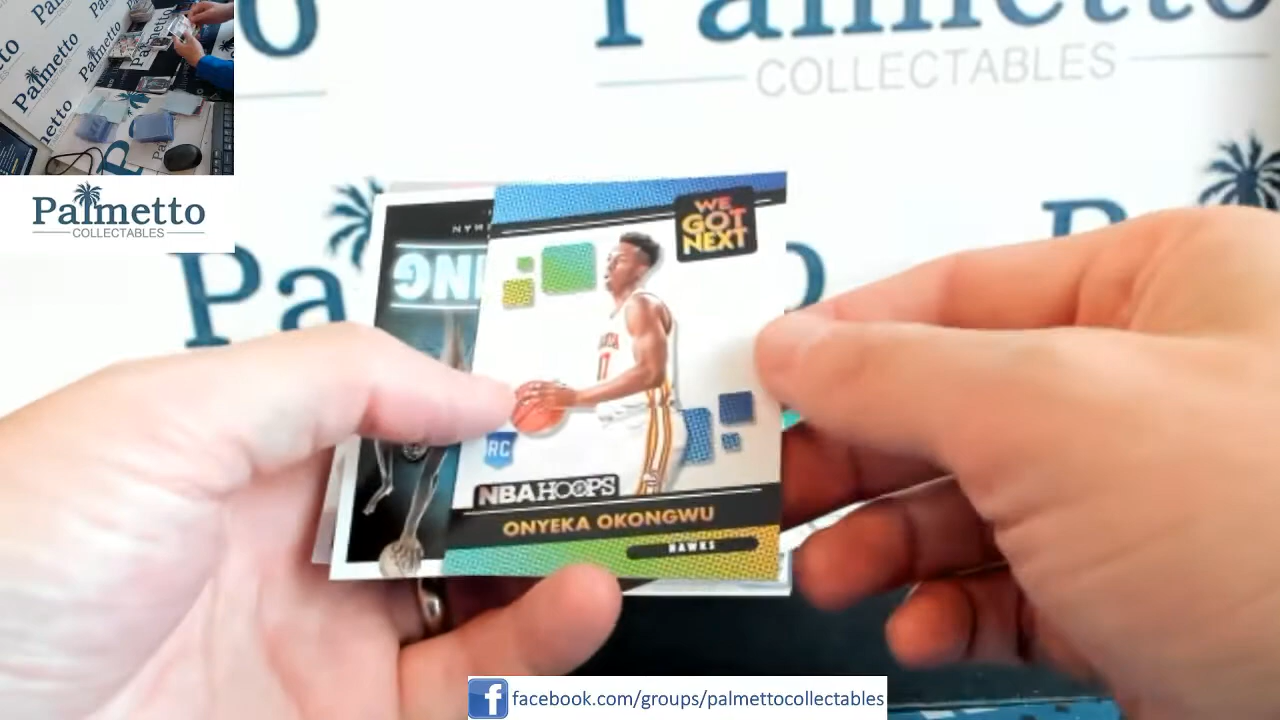 Palmetto
COLLECTABLES
Palmetto
COLLECTABLES
WE
GOT
NEXT
RC
NBA HOOPS
ONYEKA OKONGWU
HAWKS
facebook.com/groups/palmettocollectables